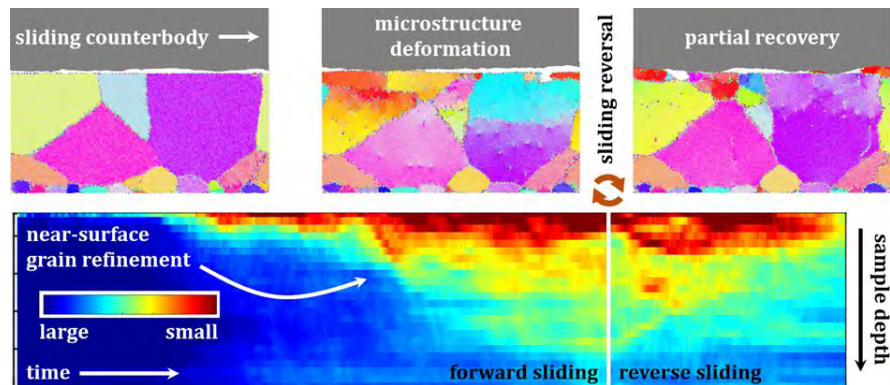 sliding counterbody
microstructure
deformation
partial recovery
sliding reversal
near-surface
grain refinement
large
small
time
forward sliding
reverse sliding
sample depth